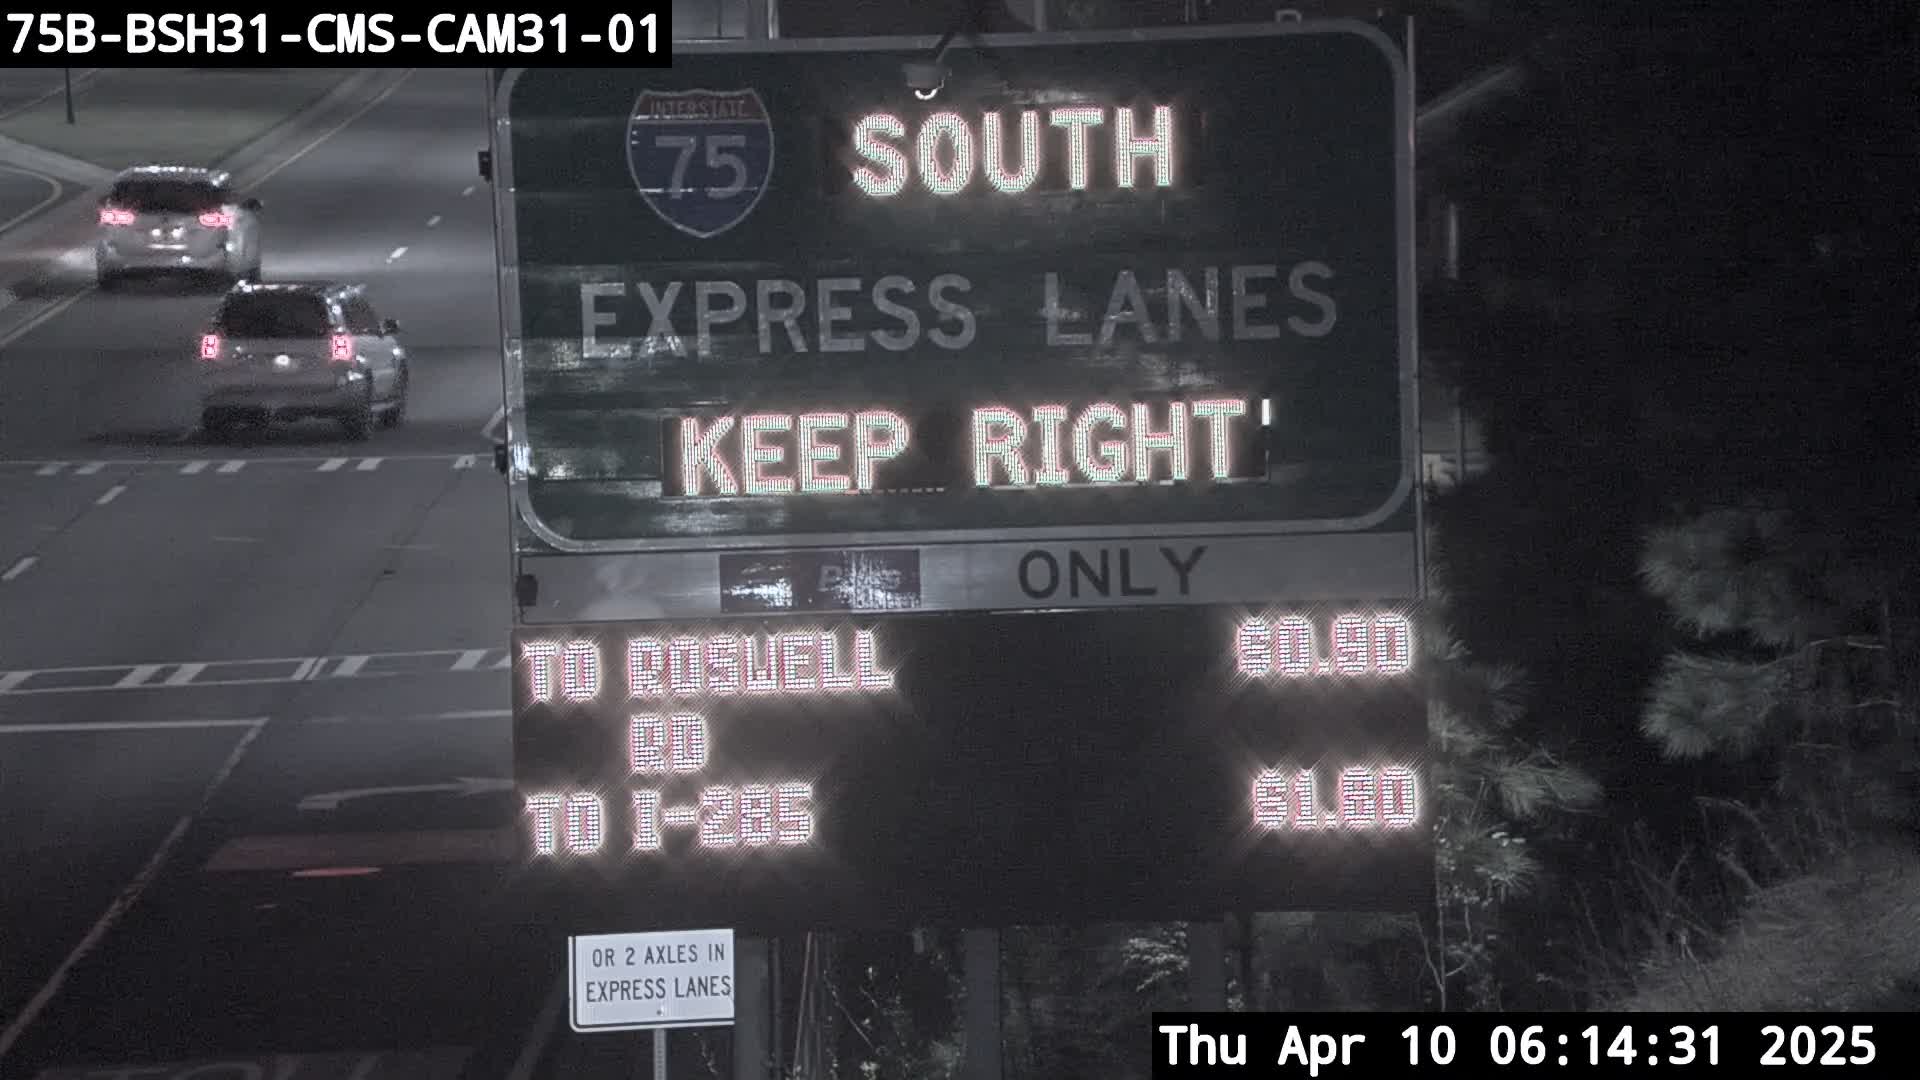 75B-BSH31-CMS-CAM31-01
INTERSTATE
75
SOUTH
EXPRESS LANES
KEEP RIGHT
ONLY
TO ROSWELL $0.90
RD
TO I-285 $1.80
OR 2 AXLES IN
EXPRESS LANES
Thu Apr 10 06:14:31 2025